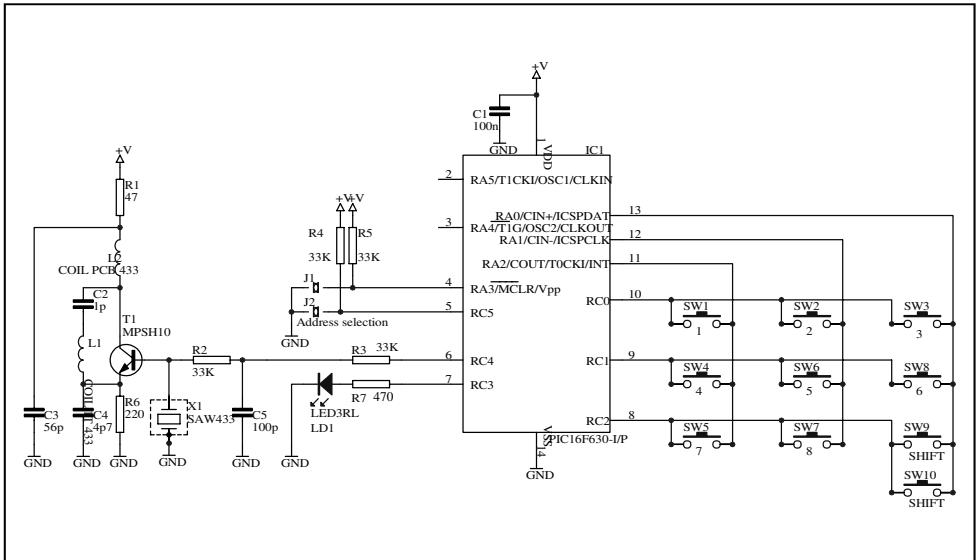 +V
C1
100n
GND
1
VDD
IC1
+V
R1
47
2
RA5/T1CKI/OSC1/CLKIN
RA0/CIN+/ICSPDAT
13
3
RA4/T1G/OSC2/CLKOUT
RA1/CIN-/ICSPCLK
12
RA2/COUT/T0CKI/INT
11
+V
+V
R4
R5
33K
33K
L2
COIL PCB 433
J1
4
RA3/MCLR/Vpp
J2
5
RC5
Address selection
GND
RC0
10
SW1
1
SW2
2
SW3
3
C2
1p
T1
MPSH10
L1
R2
33K
R3
33K
6
RC4
RC1
9
SW4
4
SW6
5
SW8
6
R7
470
7
RC3
LED3RL
LD1
RC2
8
SW5
7
SW7
8
SW9
SHIFT
SW10
SHIFT
PIC16F630-I/P
14
GND
C3
56p
C4
4p7
R6
220
X1
SAW433
C5
100p
GND
GND
GND
GND
GND
GND